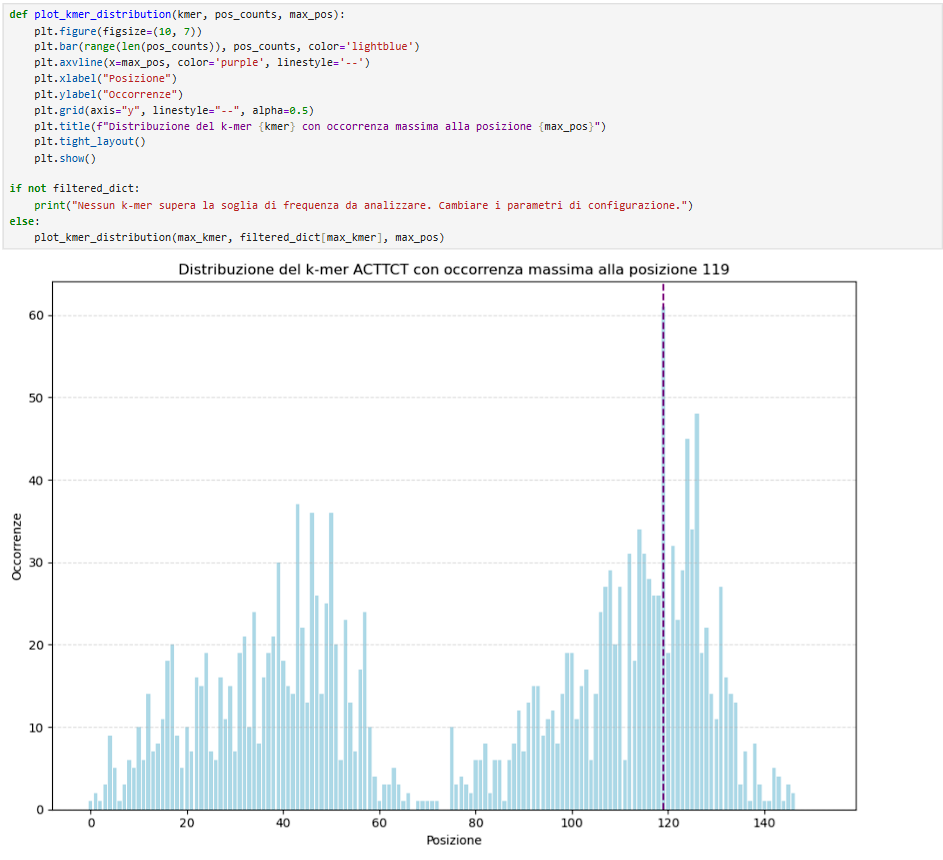 def plot_kmer_distribution(kmer, pos_counts, max_pos):
    plt.figure(figsize=(10, 7))
    plt.bar(range(len(pos_counts)), pos_counts, color='lightblue')
    plt.axvline(x=max_pos, color='purple', linestyle='--')
    plt.xlabel("Posizione")
    plt.ylabel("Occorrenze")
    plt.grid(axis="y", linestyle="--", alpha=0.5)
    plt.title(f"Distribuzione del k-mer {kmer} con occorrenza massima alla posizione {max_pos}")
    plt.tight_layout()
    plt.show()
if not filtered_dict:
    print("Nessun k-mer supera la soglia di frequenza da analizzare. Cambiare i parametri di configurazione.")
else:
    plot_kmer_distribution(max_kmer, filtered_dict[max_kmer], max_pos)
Distribuzione del k-mer ACTTCT con occorrenza massima alla posizione 119
60
50
40
30
20
10
0
Occorrenze
0 20 40 60 80 100 120 140
Posizione